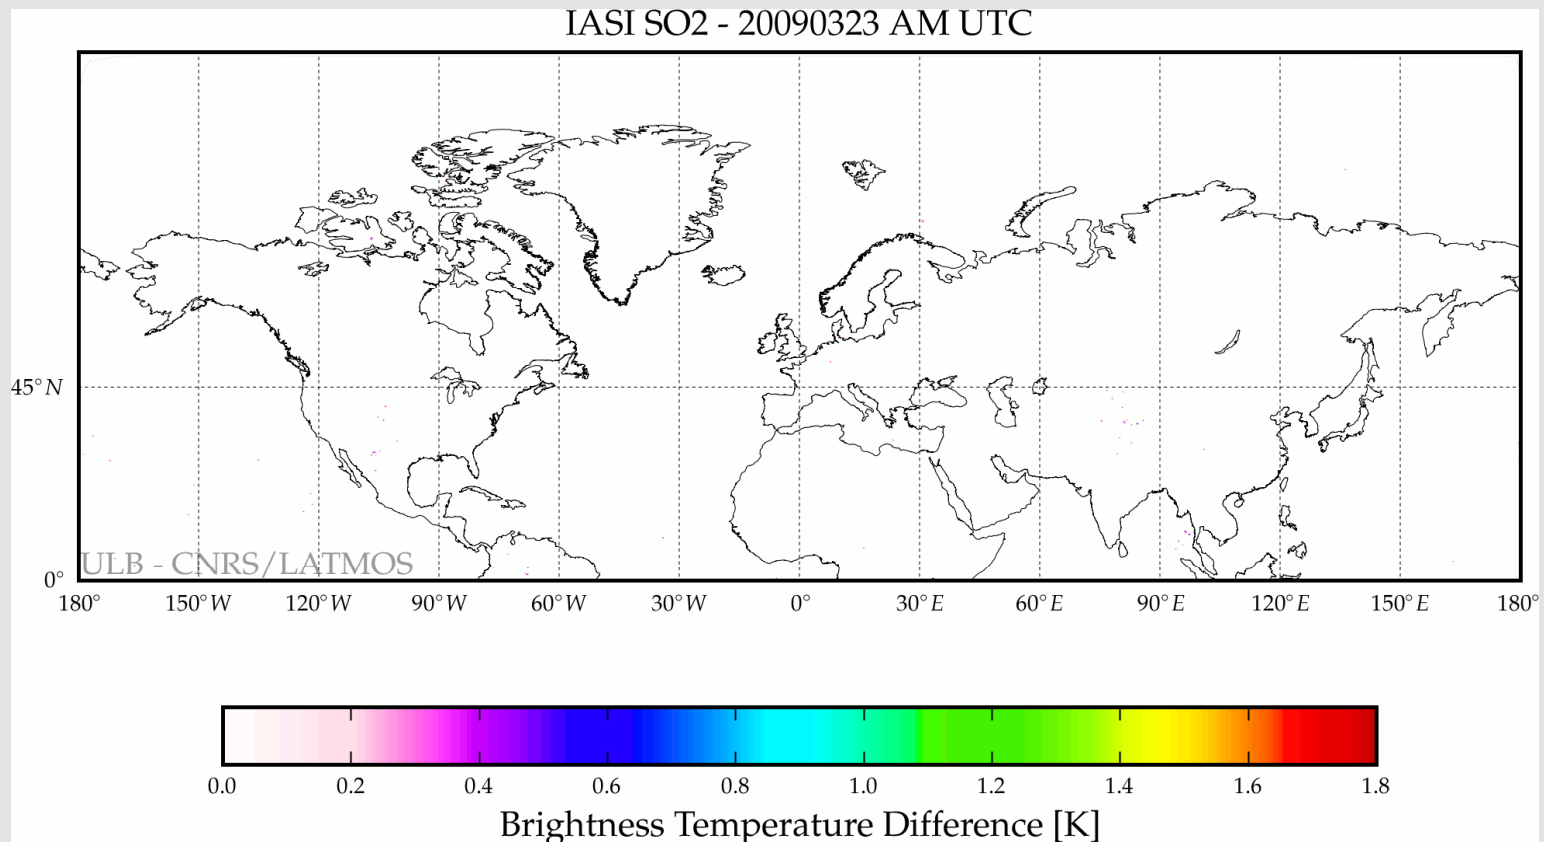 IASI SO2 - 20090323 AM UTC
45° N
ULB - CNRS/LATMOS
0°
180° 150° W 120° W 90° W 60° W 30° W 0° 30° E 60° E 90° E 120° E 150° E 180°
0.0 0.2 0.4 0.6 0.8 1.0 1.2 1.4 1.6 1.8
Brightness Temperature Difference [K]